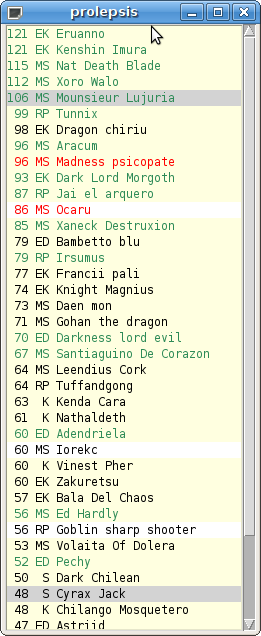 prolepsis
121 EK Eruanno
121 EK Kenshin Imura
115 MS Nat Death Blade
112 MS Xoro Walo
106 MS Mounsieur Lujuria
99 RP Tunnix
98 EK Dragon chiriu
96 MS Aracum
96 MS Madness psicopate
93 EK Dark Lord Morgoth
87 RP Jai el arquero
86 MS Ocaru
85 MS Xaneck Destruxion
79 ED Bambetto blu
79 RP Irsumus
77 EK Francii pali
74 EK Knight Magnius
73 MS Daen mon
71 MS Gohan the dragon
70 ED Darkness lord evil
67 MS Santiaguino De Corazon
64 MS Leendius Cork
64 RP Tuffandgong
63 K Kenda Cara
61 K Nathaldeth
60 ED Adendriela
60 MS Iorekc
60 K Vinest Pher
60 EK Zakuretsu
57 EK Bala Del Chaos
56 MS Ed Hardly
56 RP Goblin sharp shooter
53 MS Volaita Of Dolera
52 ED Pechy
50 S Dark Chilean
48 S Cyrax Jack
48 K Chilango Mosquetero
47 ED Astriid